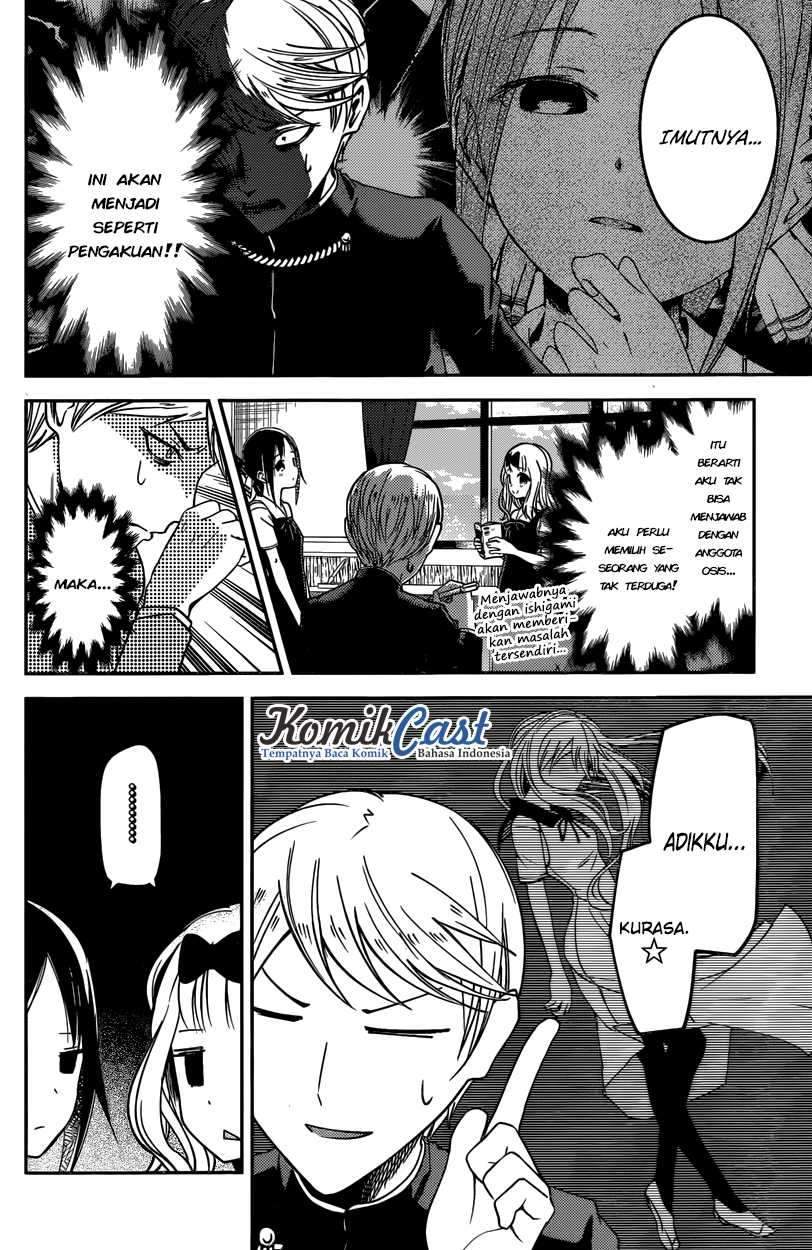 IMUTNYA...
INI AKAN
MENJADI
SEPERTI
PENGAKUAN!!
ITU
BERARTI
AKU TAK
BISA
MENJAWAB
DENGAN
ANGGOTA
OSIS...
AKU PERLU
MEMILIH SE-
SEORANG YANG
TAK TERDUGA!
Menjawabnya
dengan ishigami
akan memberi-
kan masalah
tersendiri...
MAKA...
KomikCast
Tempatnya Baca Komik Bahasa Indonesia
ADIKKU...
KURASA.
☆
..........